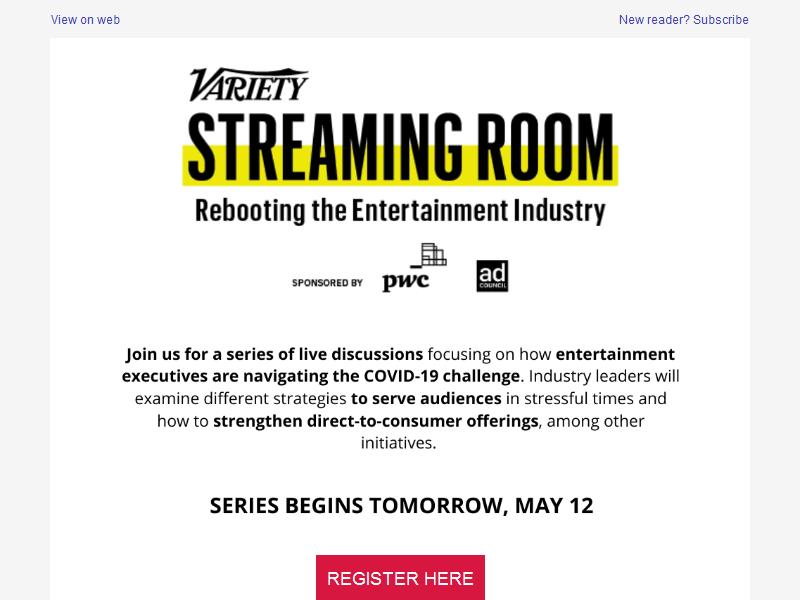 View on web
New reader? Subscribe
VARIETY
STREAMING ROOM
Rebooting the Entertainment Industry
SPONSORED BY pwc ad COUNCIL
Join us for a series of live discussions focusing on how entertainment
executives are navigating the COVID-19 challenge. Industry leaders will
examine different strategies to serve audiences in stressful times and
how to strengthen direct-to-consumer offerings, among other
initiatives.
SERIES BEGINS TOMORROW, MAY 12
REGISTER HERE